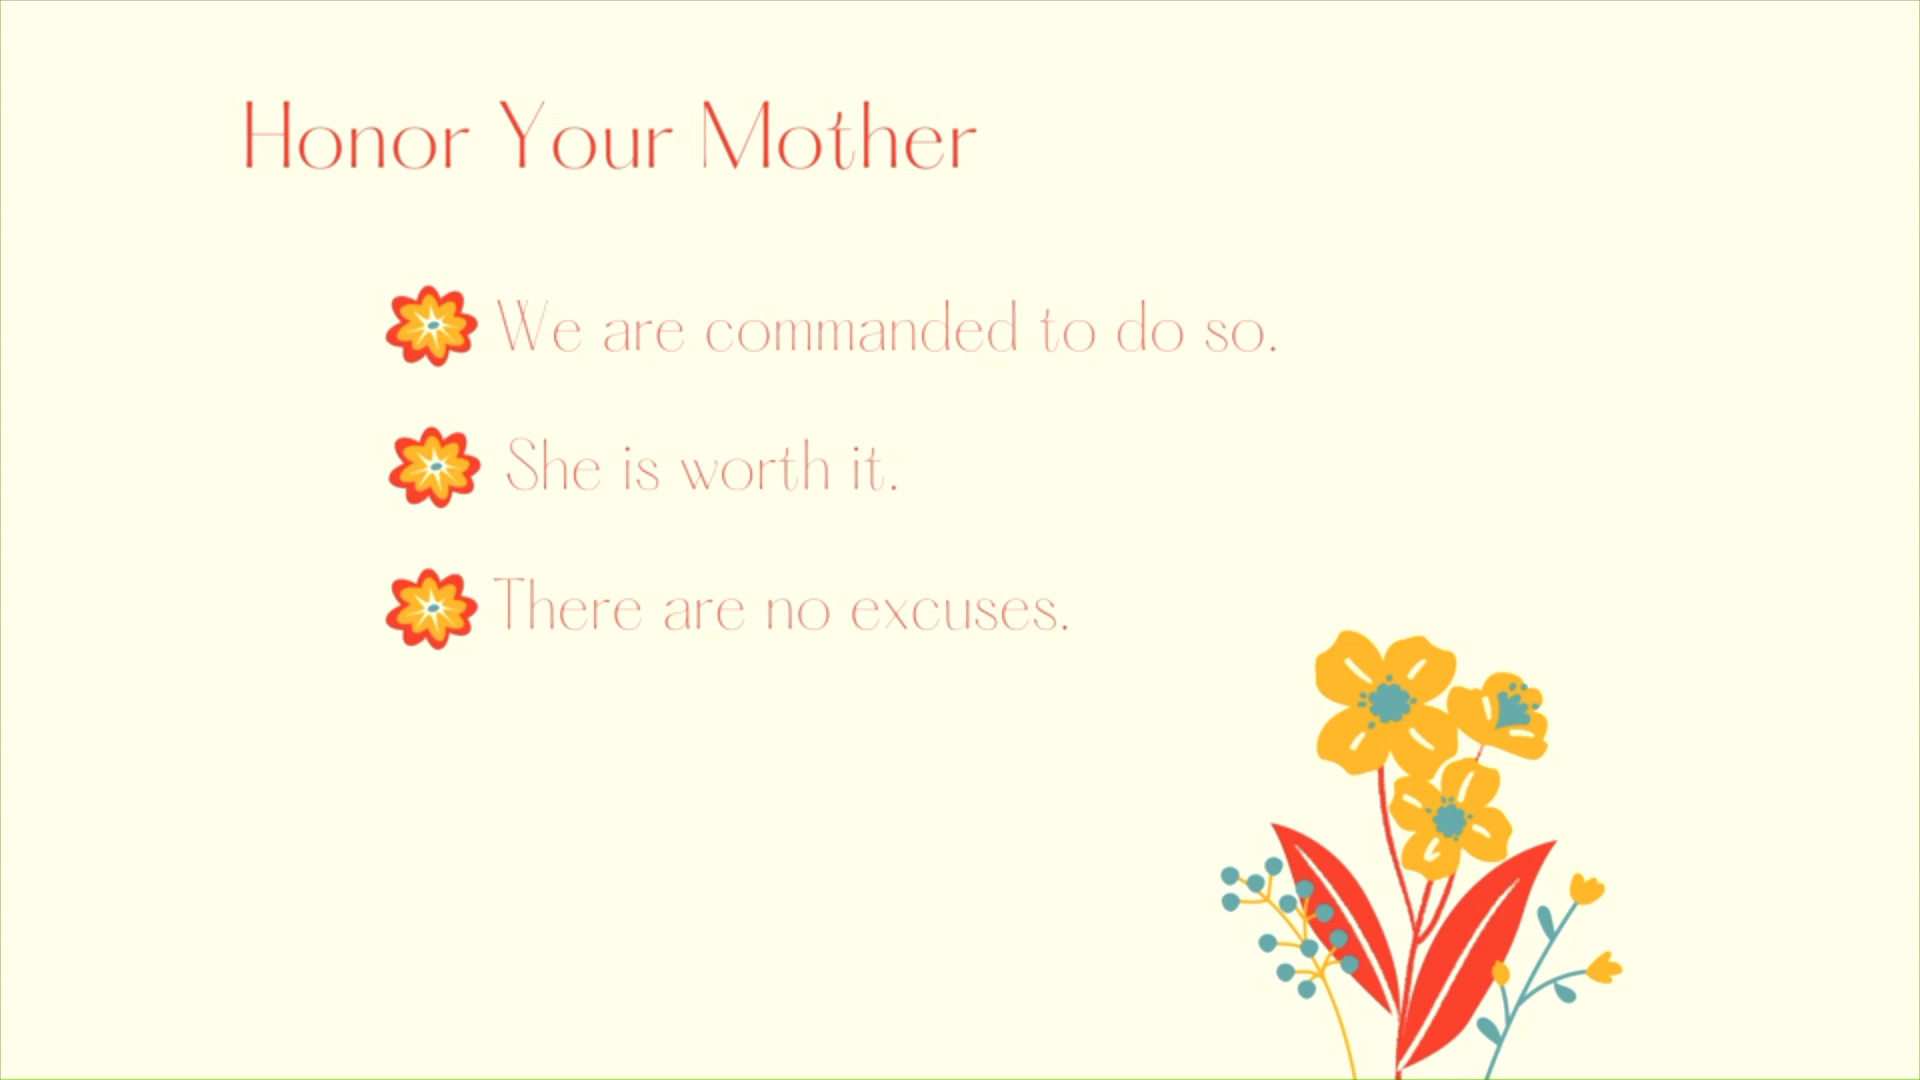 Honor Your Mother
We are commanded to do so.
She is worth it.
There are no excuses.